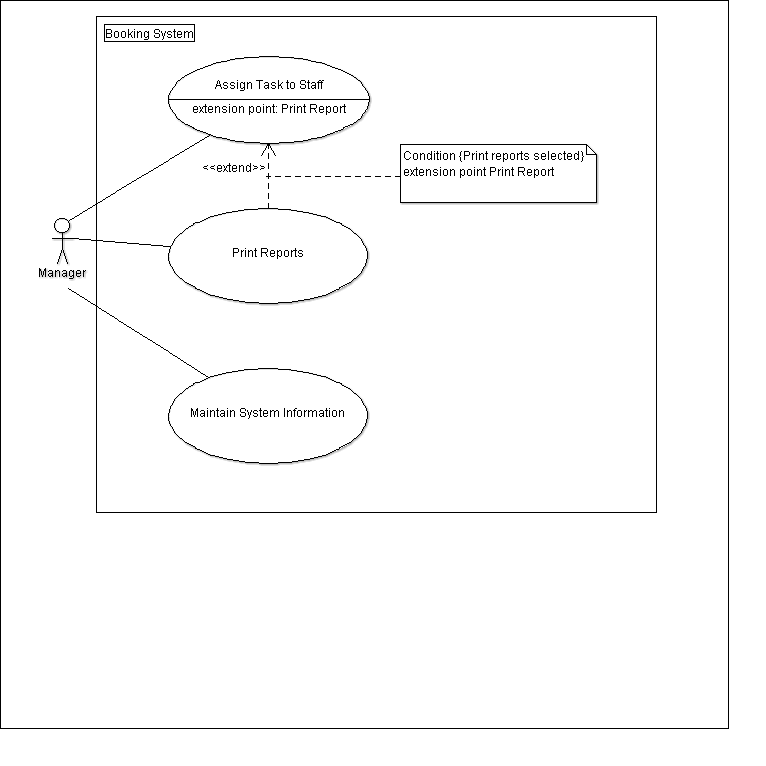 Booking System
Assign Task to Staff
extension point: Print Report
<<extend>>
Condition {Print reports selected}
extension point Print Report
Print Reports
Manager
Maintain System Information